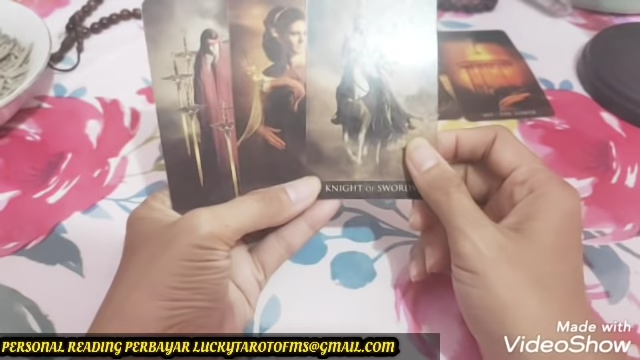 KNIGHT OF SWORDS
Made with
VideoShow
PERSONAL READING PERBAYAR LUCKYTAROTOFMS@GMAIL.COM